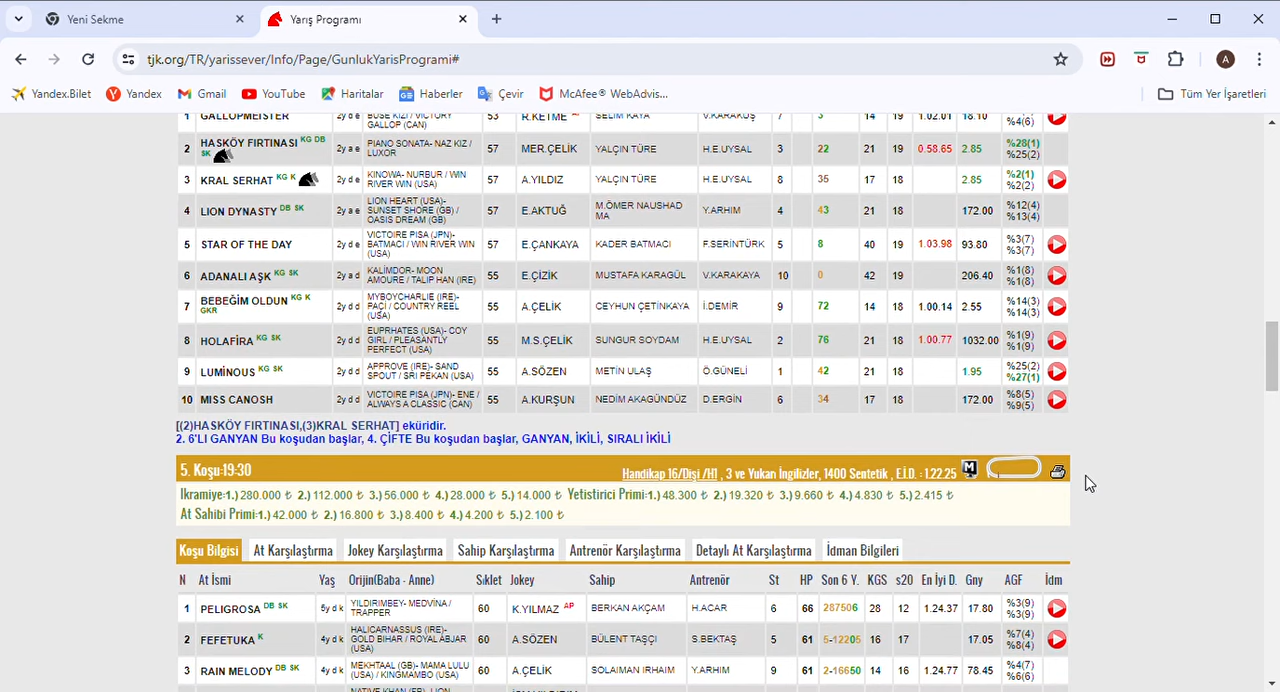 Yeni Sekme
Yarış Programı
tjk.org/TR/yarissever/Info/Page/GunlukYarisProgrami#
A
Yandex.Bilet Yandex Gmail YouTube Haritalar Haberler Çevir McAfee® WebAdvis... Tüm Yer İşaretleri
1 GALLOPMEISTER 2y d e BUSE KIZI / VICTORY GALLOP (CAN) 53 R.KETME AP SELİM KAYA V.KARAKUŞ 7 3 14 19 1.02.01 18.10 %4(6)
2 HASKÖY FIRTINASI KG DB SK 2y a e PIANO SONATA- NAZ KIZ / LUXOR 57 MER.ÇELİK YALÇIN TÜRE H.E.UYSAL 3 22 21 19 0.58.65 2.85 %28(1) %25(2)
3 KRAL SERHAT KG K 2y a e KINOWA- NURBUR / WIN RIVER WIN (USA) 57 A.YILDIZ YALÇIN TÜRE H.E.UYSAL 8 35 17 18 2.85 %2(1) %2(2)
4 LION DYNASTY DB SK 2y a e LION HEART (USA)- SUNSET SHORE (GB) / OASIS DREAM (GB) 57 E.AKTUĞ M.ÖMER NAUSHAD MA Y.ARHIM 4 43 21 18 172.00 %12(4) %13(4)
5 STAR OF THE DAY 2y d e VICTOIRE PISA (JPN)- BATMACI / WIN RIVER WIN (USA) 57 E.ÇANKAYA KADER BATMACI F.SERİNTÜRK 5 8 40 19 1.03.98 93.80 %3(7) %3(7)
6 ADANALI AŞK KG SK 2y a d KALİMDOR- MOON AMOURE / TALIP HAN (IRE) 55 E.ÇİZİK MUSTAFA KARAGÜL V.KARAKAYA 10 0 42 19 206.40 %1(8) %1(8)
7 BEBEĞİM OLDUN KG K GKR 2y d d MYBOYCHARLIE (IRE)- PAÇİ / COUNTRY REEL (USA) 55 A.ÇELİK CEYHUN ÇETİNKAYA İ.DEMİR 9 72 14 18 1.00.14 2.55 %14(3) %14(3)
8 HOLAFİRA KG SK 2y d d EUPRHATES (USA)- COY GIRL / PLEASANTLY PERFECT (USA) 55 M.S.ÇELİK SUNGUR SOYDAM H.E.UYSAL 2 76 21 18 1.00.77 1032.00 %1(9) %1(9)
9 LUMİNOUS KG SK 2y d d APPROVE (IRE)- SAND SPOUT / SRI PEKAN (USA) 55 A.SÖZEN METİN ULAŞ Ö.GÜNELİ 1 42 21 18 1.95 %25(2) %27(1)
10 MISS CANOSH 2y d d VICTOIRE PISA (JPN)- ENE / ALWAYS A CLASSIC (CAN) 55 A.KURŞUN NEDİM AKAGÜNDÜZ D.ERGİN 6 34 17 18 172.00 %8(5) %9(5)
[(2)HASKÖY FIRTINASI,(3)KRAL SERHAT] eküridir.
2. 6'LI GANYAN Bu koşudan başlar, 4. ÇİFTE Bu koşudan başlar, GANYAN, İKİLİ, SIRALI İKİLİ
5. Koşu:19:30 Handikap 16/Dişi /H1 , 3 ve Yukarı İngilizler, 1400 Sentetik , E.İ.D. : 1.22.25 M
Ikramiye:1.) 280.000 ₺ 2.) 112.000 ₺ 3.) 56.000 ₺ 4.) 28.000 ₺ 5.) 14.000 ₺ Yetistirici Primi:1.) 48.300 ₺ 2.) 19.320 ₺ 3.) 9.660 ₺ 4.) 4.830 ₺ 5.) 2.415 ₺
At Sahibi Primi:1.) 42.000 ₺ 2.) 16.800 ₺ 3.) 8.400 ₺ 4.) 4.200 ₺ 5.) 2.100 ₺
Koşu Bilgisi At Karşılaştırma Jokey Karşılaştırma Sahip Karşılaştırma Antrenör Karşılaştırma Detaylı At Karşılaştırma İdman Bilgileri
N At İsmi Yaş Orijin(Baba - Anne) Sıklet Jokey Sahip Antrenör St HP Son 6 Y. KGS s20 En İyi D. Gny AGF İdm
1 PELIGROSA DB SK 5y d k YILDIRIMBEY- MEDVİNA / TRAPPER 60 K.YILMAZ AP BERKAN AKÇAM H.ACAR 6 66 287506 28 12 1.24.37 17.80 %3(9) %3(9)
2 FEFETUKA K 4y d k HALICARNASSUS (IRE)- GOLD BIHAR / ROYAL ABJAR (USA) 60 A.SÖZEN BÜLENT TAŞÇI S.BEKTAŞ 5 61 5-12205 16 17 17.05 %7(4) %8(4)
3 RAIN MELODY DB SK 4y d k MEKHTAAL (GB)- MAMA LULU (USA) / KINGMAMBO (USA) 60 A.ÇELİK SOLAIMAN IRHAIM Y.ARHIM 9 61 2-16650 14 16 1.24.77 78.45 %4(7) %6(6)